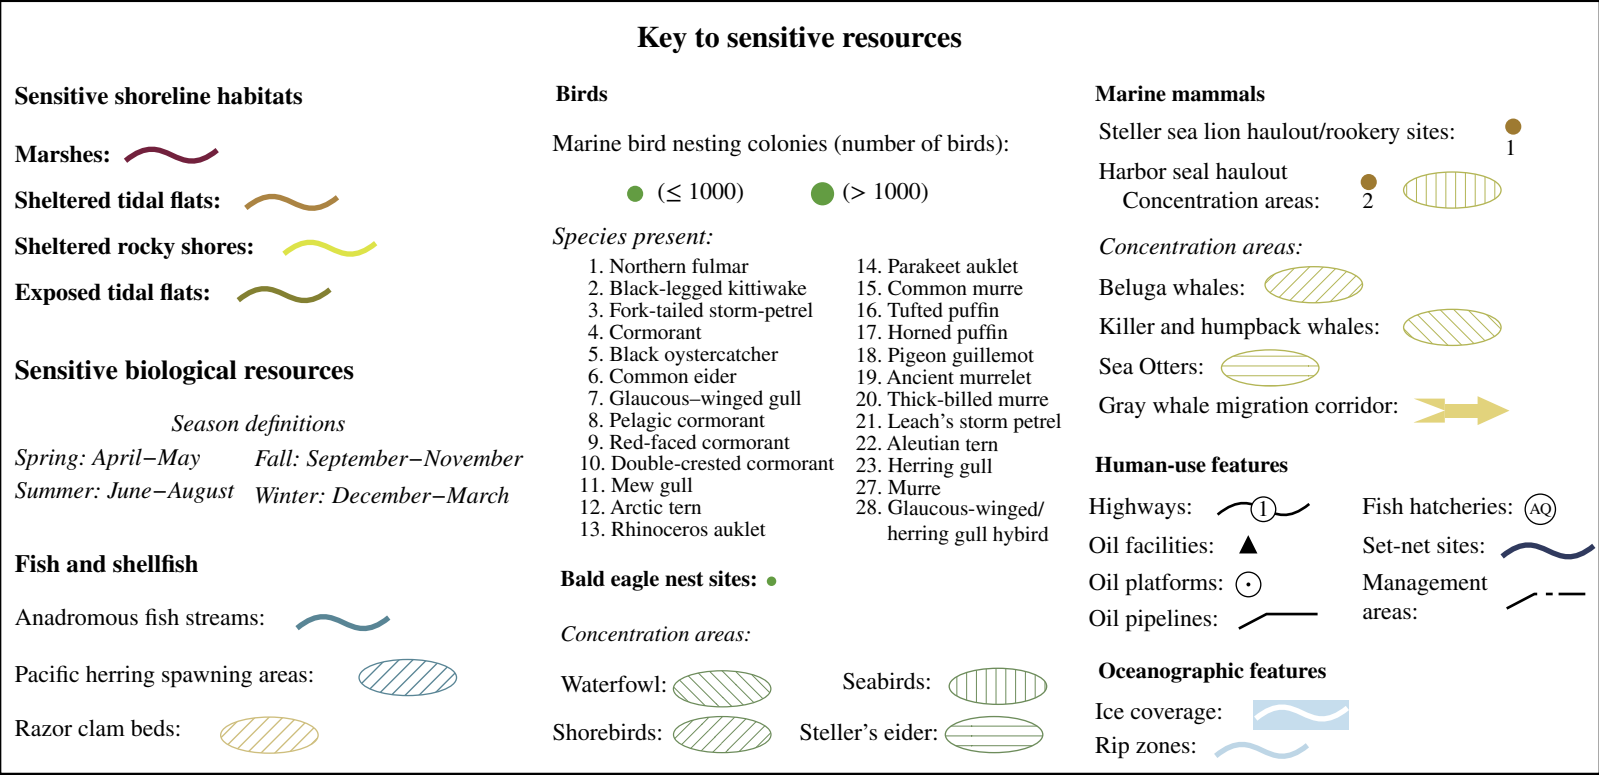 Key to sensitive resources
Sensitive shoreline habitats
Marshes:
Sheltered tidal flats:
Sheltered rocky shores:
Exposed tidal flats:
Sensitive biological resources
Season definitions
Spring: April–May
Fall: September–November
Summer: June–August
Winter: December–March
Fish and shellfish
Anadromous fish streams:
Pacific herring spawning areas:
Razor clam beds:
Birds
Marine bird nesting colonies (number of birds):
(≤ 1000)
(> 1000)
Species present:
1. Northern fulmar
2. Black-legged kittiwake
3. Fork-tailed storm-petrel
4. Cormorant
5. Black oystercatcher
6. Common eider
7. Glaucous–winged gull
8. Pelagic cormorant
9. Red-faced cormorant
10. Double-crested cormorant
11. Mew gull
12. Arctic tern
13. Rhinoceros auklet
14. Parakeet auklet
15. Common murre
16. Tufted puffin
17. Horned puffin
18. Pigeon guillemot
19. Ancient murrelet
20. Thick-billed murre
21. Leach's storm petrel
22. Aleutian tern
23. Herring gull
27. Murre
28. Glaucous-winged/
herring gull hybird
Bald eagle nest sites:
Concentration areas:
Waterfowl:
Seabirds:
Shorebirds:
Steller's eider:
Marine mammals
Steller sea lion haulout/rookery sites:
1
Harbor seal haulout
Concentration areas:
2
Concentration areas:
Beluga whales:
Killer and humpback whales:
Sea Otters:
Gray whale migration corridor:
Human-use features
Highways:
1
Oil facilities:
Oil platforms:
Oil pipelines:
Fish hatcheries:
AQ
Set-net sites:
Management
areas:
Oceanographic features
Ice coverage:
Rip zones: